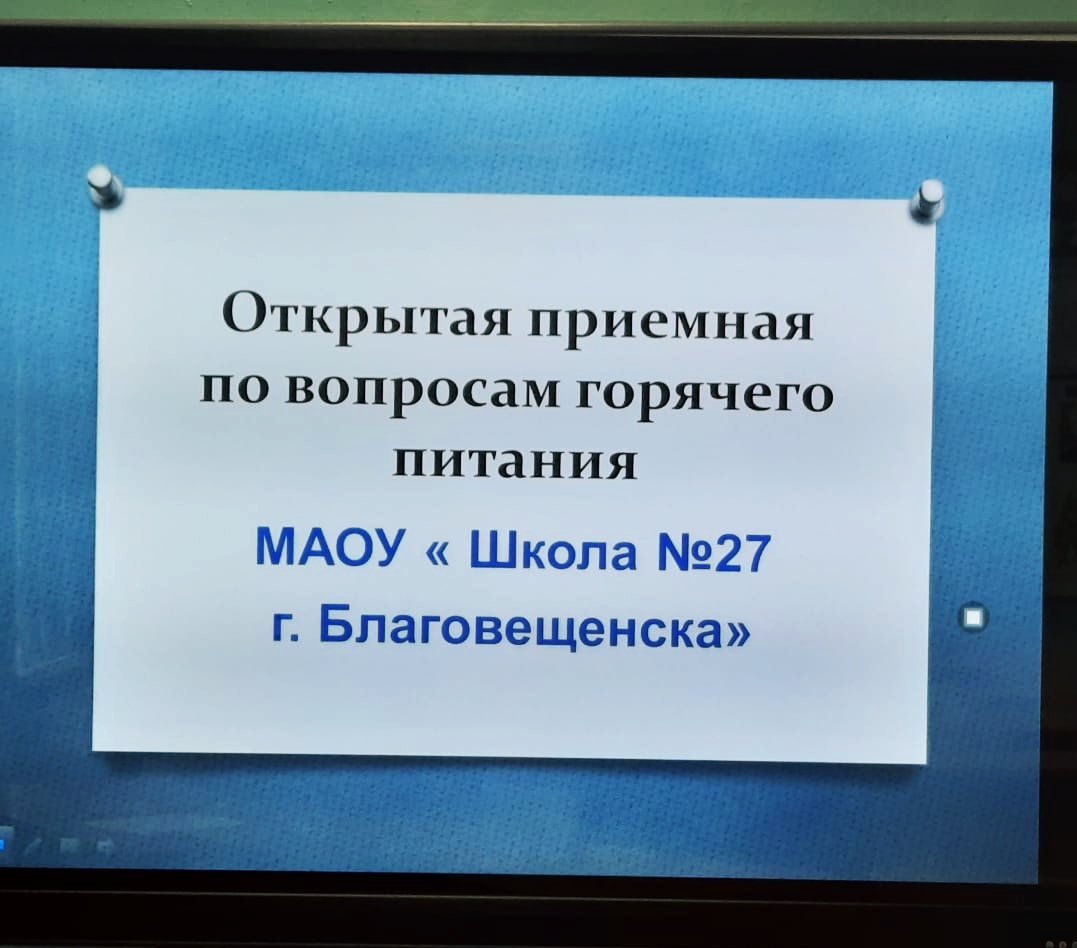 Открытая приемная
по вопросам горячего
питания
МАОУ « Школа №27
г. Благовещенска»